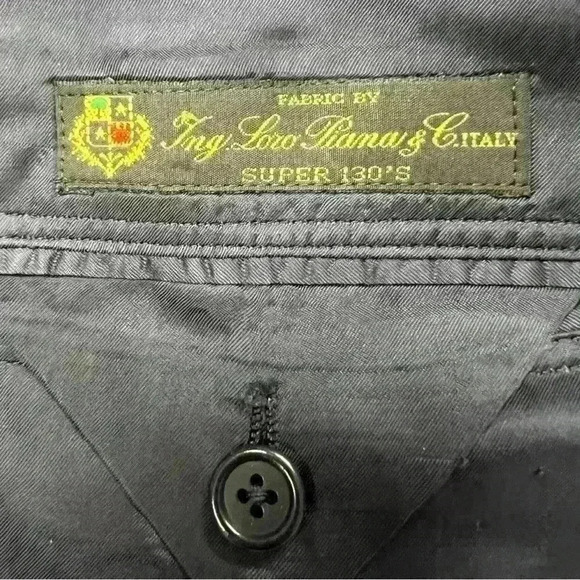 FABRIC BY
Ing Loro Piana & C. ITALY
SUPER 130'S